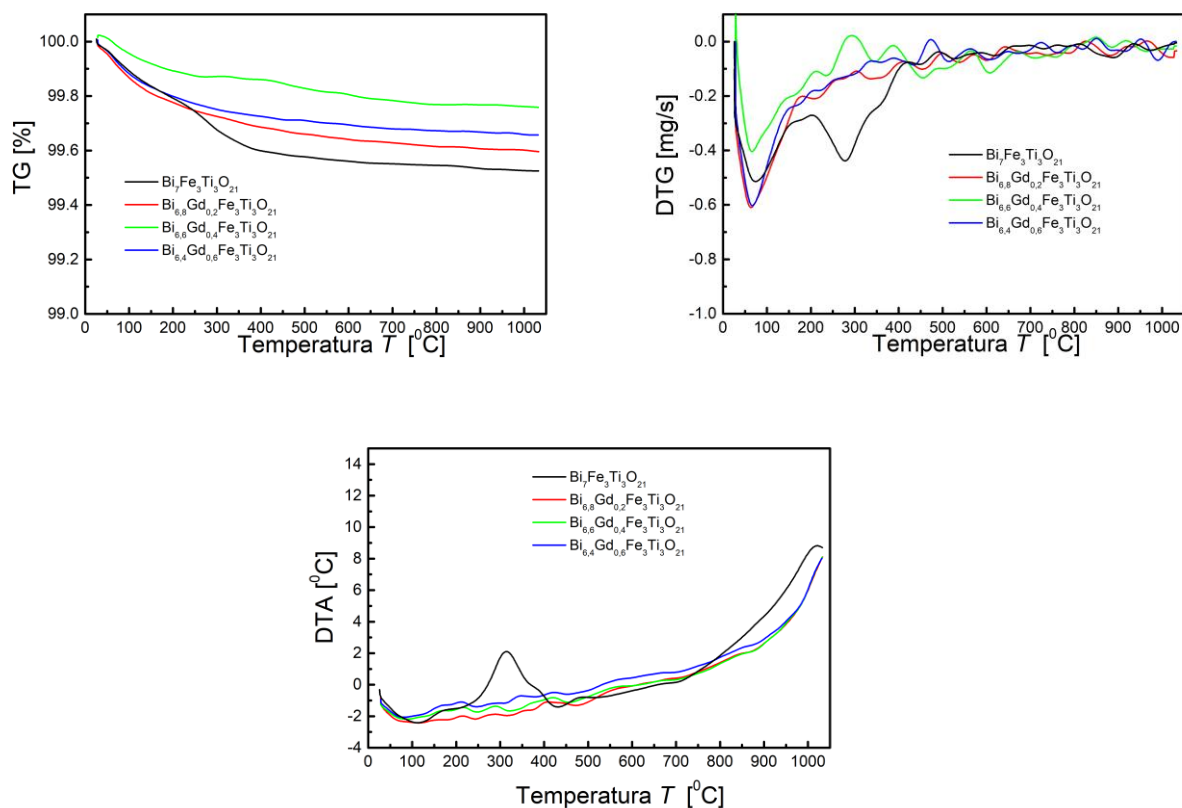 TG [%]
100.0
99.8
99.6
99.4
99.2
99.0
Bi7Fe3Ti3O21
Bi6,8Gd0,2Fe3Ti3O21
Bi6,6Gd0,4Fe3Ti3O21
Bi6,4Gd0,6Fe3Ti3O21
0 100 200 300 400 500 600 700 800 900 1000
Temperatura T [0C]
DTG [mg/s]
0.0
-0.2
-0.4
-0.6
-0.8
-1.0
Bi7Fe3Ti3O21
Bi6,8Gd0,2Fe3Ti3O21
Bi6,6Gd0,4Fe3Ti3O21
Bi6,4Gd0,6Fe3Ti3O21
0 100 200 300 400 500 600 700 800 900 1000
Temperatura T [0C]
DTA [0C]
14
12
10
8
6
4
2
0
-2
-4
Bi7Fe3Ti3O21
Bi6,8Gd0,2Fe3Ti3O21
Bi6,6Gd0,4Fe3Ti3O21
Bi6,4Gd0,6Fe3Ti3O21
0 100 200 300 400 500 600 700 800 900 1000
Temperatura T [0C]